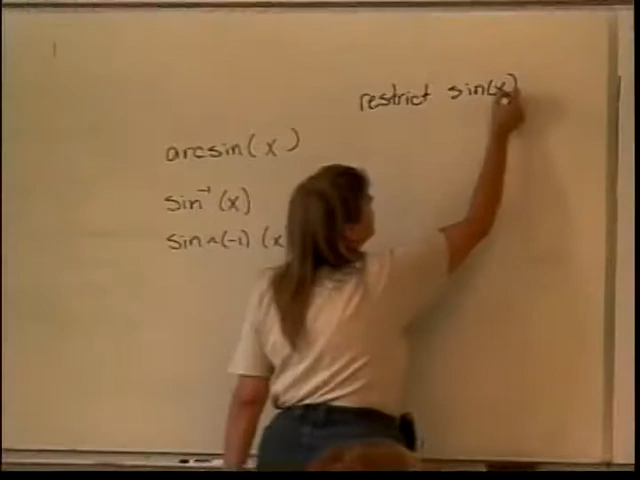 restrict sin(x)
arcsin(x)
sin⁻¹(x)
sin^(-1)(x